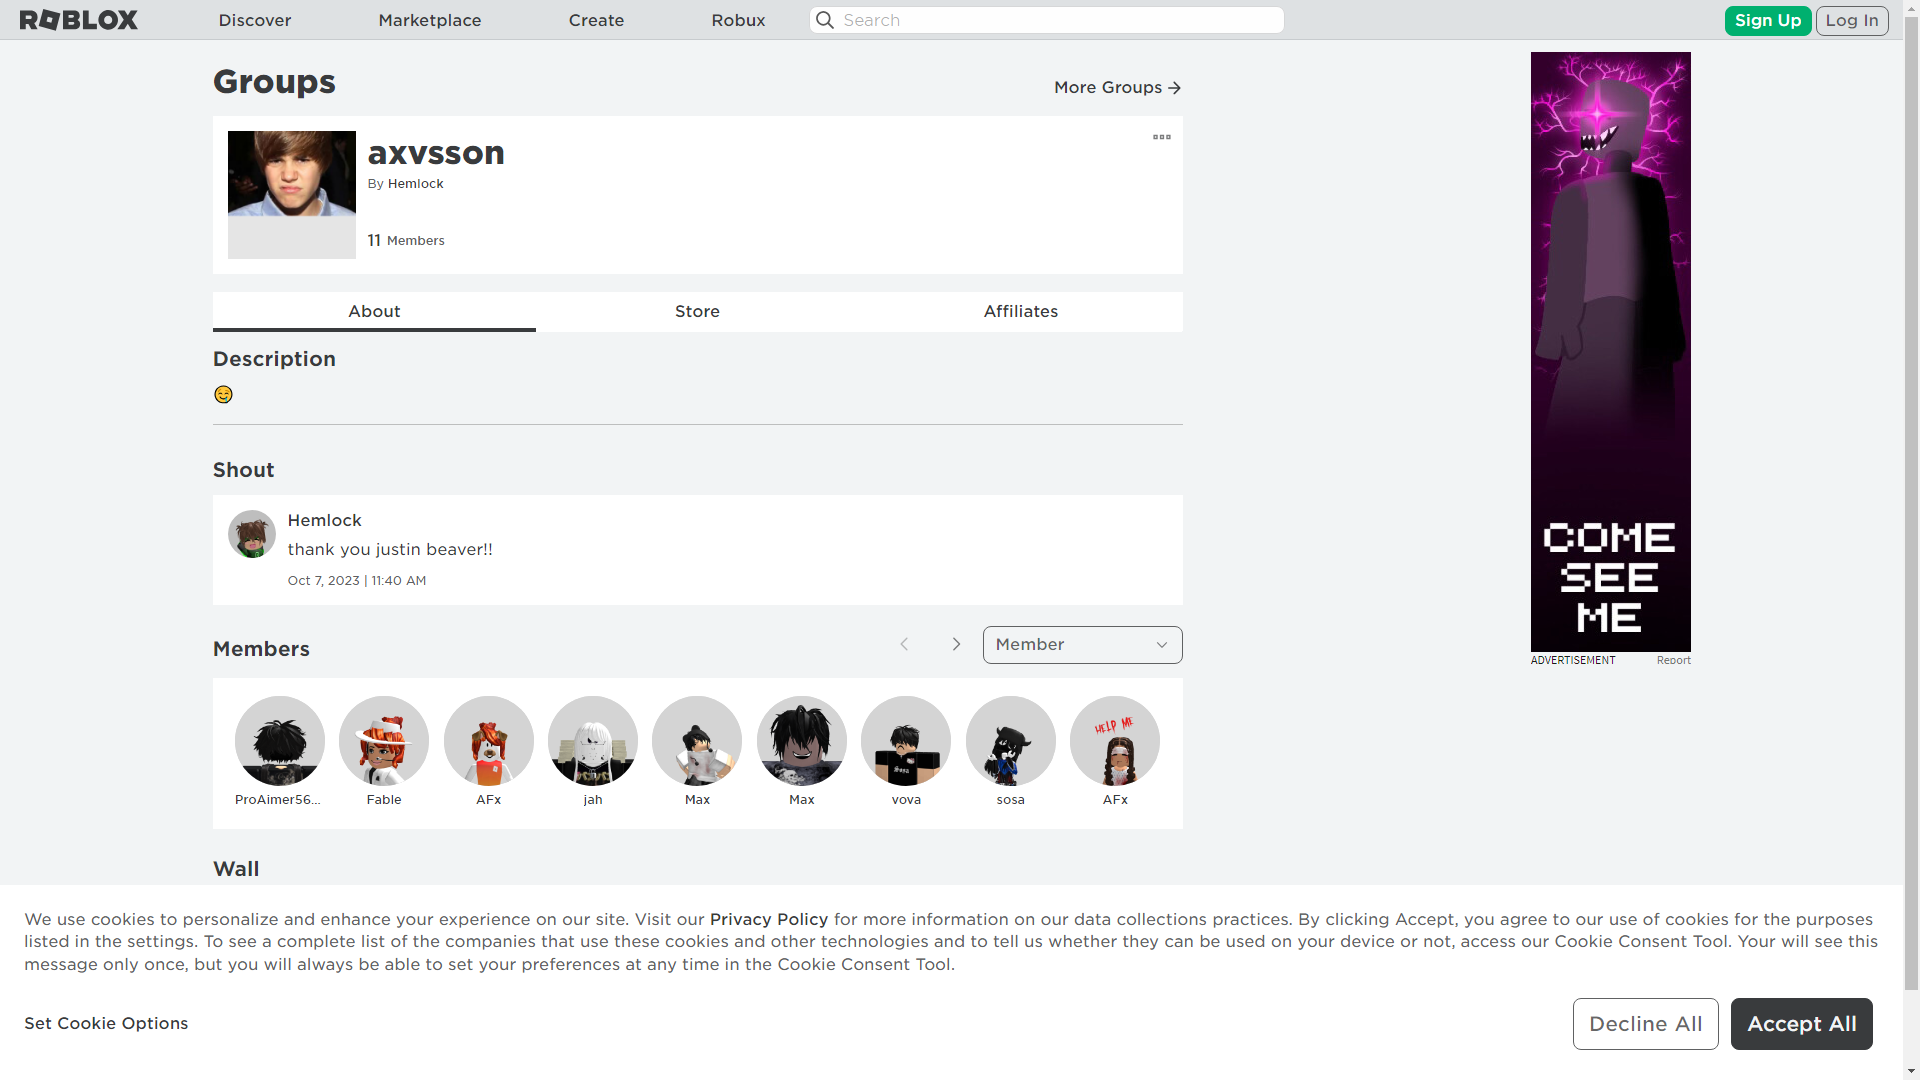 ROBLOX
Discover
Marketplace
Create
Robux
Search
Sign Up
Log In
Groups
More Groups
axvsson
By Hemlock
11 Members
About
Store
Affiliates
Description
Shout
Hemlock
thank you justin beaver!!
Oct 7, 2023 | 11:40 AM
Members
Member
HELP ME
Sosa
ProAimer56...
Fable
AFx
jah
Max
Max
vova
sosa
AFx
Wall
COME
SEE
ME
ADVERTISEMENT
Report
We use cookies to personalize and enhance your experience on our site. Visit our Privacy Policy for more information on our data collections practices. By clicking Accept, you agree to our use of cookies for the purposes
listed in the settings. To see a complete list of the companies that use these cookies and other technologies and to tell us whether they can be used on your device or not, access our Cookie Consent Tool. Your will see this
message only once, but you will always be able to set your preferences at any time in the Cookie Consent Tool.
Set Cookie Options
Decline All
Accept All